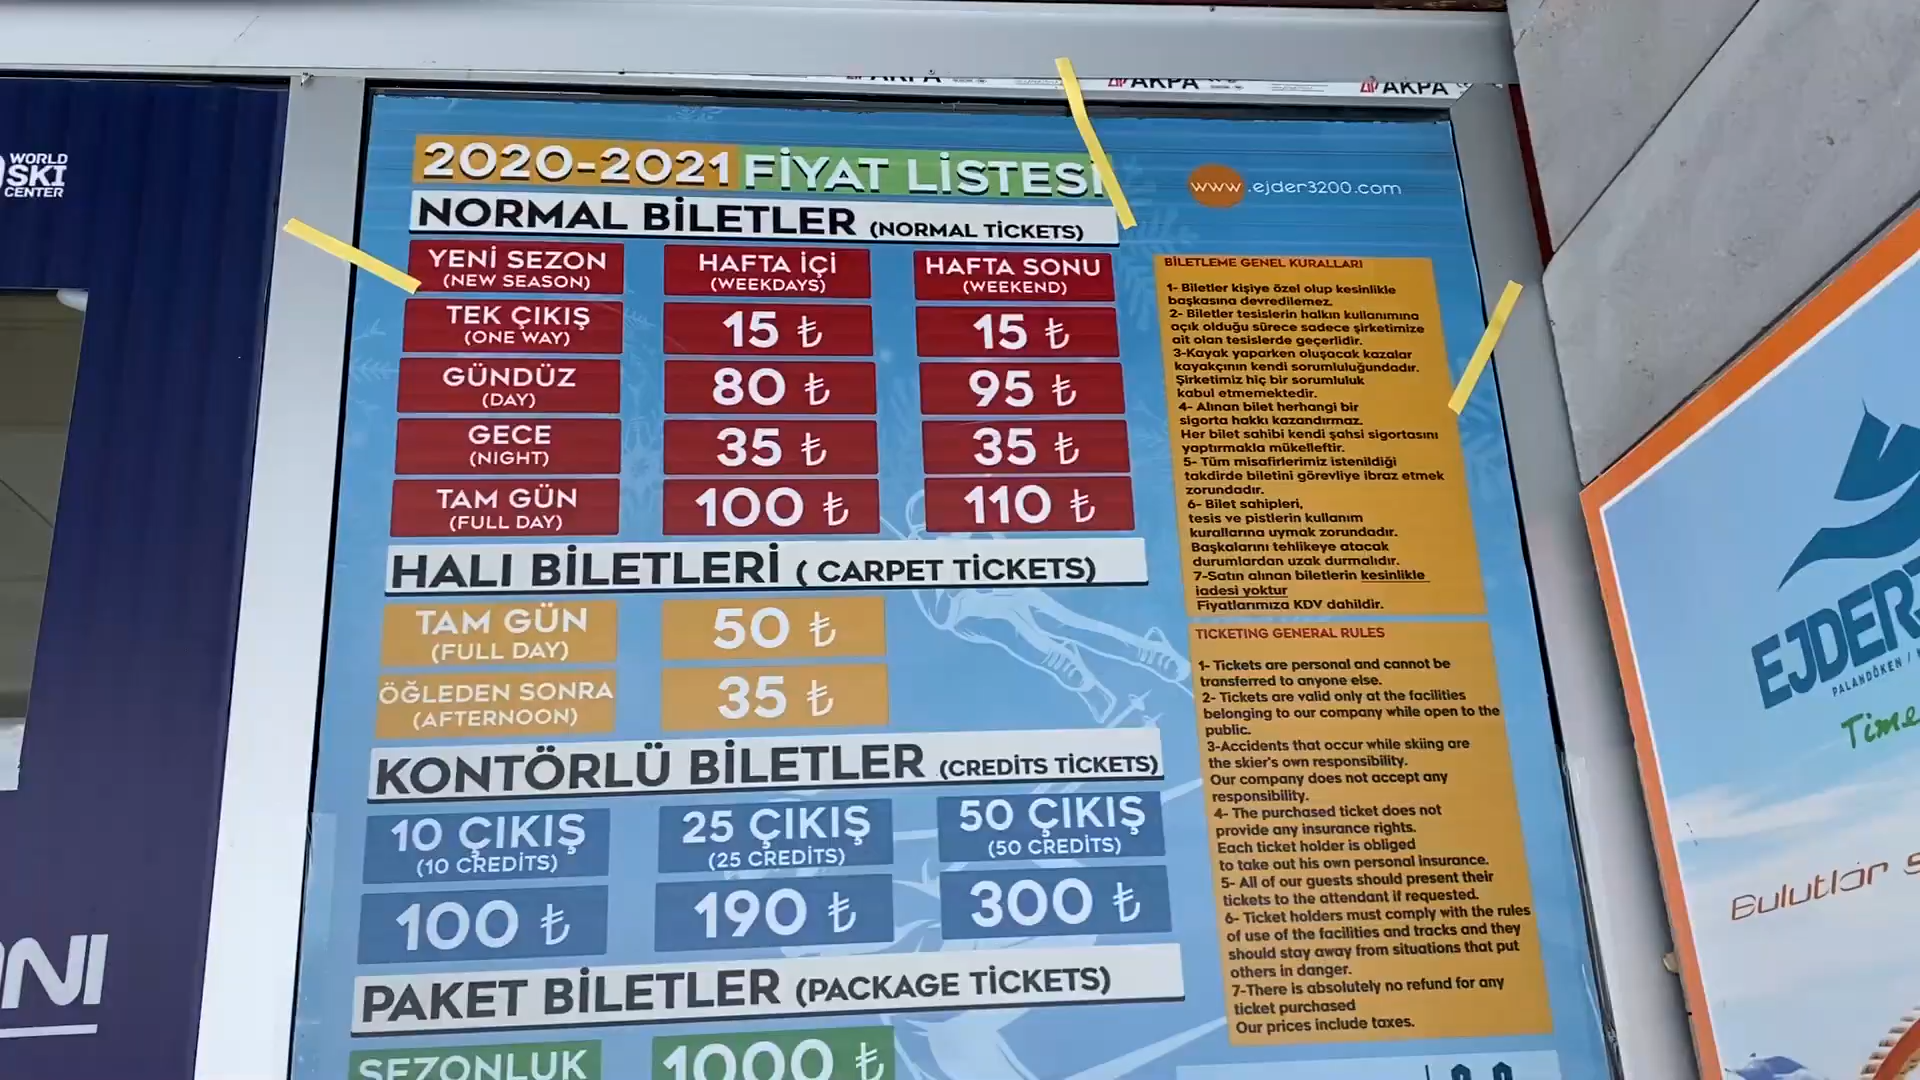 WORLD
SKI
CENTER
AKPA
AKPA
2020-2021 FİYAT LİSTESİ
www.ejder3200.com
NORMAL BİLETLER (NORMAL TİCKETS)
YENİ SEZON
(NEW SEASON)
HAFTA İÇİ
(WEEKDAYS)
HAFTA SONU
(WEEKEND)
TEK ÇIKIŞ
(ONE WAY)
15 ₺
15 ₺
GÜNDÜZ
(DAY)
80 ₺
95 ₺
GECE
(NIGHT)
35 ₺
35 ₺
TAM GÜN
(FULL DAY)
100 ₺
110 ₺
HALI BİLETLERİ ( CARPET TİCKETS)
TAM GÜN
(FULL DAY)
50 ₺
ÖĞLEDEN SONRA
(AFTERNOON)
35 ₺
KONTÖRLÜ BİLETLER (CREDİTS TİCKETS)
10 ÇIKIŞ
(10 CREDİTS)
25 ÇIKIŞ
(25 CREDİTS)
50 ÇIKIŞ
(50 CREDİTS)
100 ₺
190 ₺
300 ₺
PAKET BİLETLER (PACKAGE TİCKETS)
SEZONLUK
1000 ₺
BİLETLEME GENEL KURALLARI
1- Biletler kişiye özel olup kesinlikle
başkasına devredilemez.
2- Biletler tesislerin halkın kullanımına
açık olduğu sürece sadece şirketimize
ait olan tesislerde geçerlidir.
3-Kayak yaparken oluşacak kazalar
kayakçının kendi sorumluluğundadır.
Şirketimiz hiç bir sorumluluk
kabul etmemektedir.
4- Alınan bilet herhangi bir
sigorta hakkı kazandırmaz.
Her bilet sahibi kendi şahsi sigortasını
yaptırmakla mükelleftir.
5- Tüm misafirlerimiz istenildiği
takdirde biletini görevliye ibraz etmek
zorundadır.
6- Bilet sahipleri,
tesis ve pistlerin kullanım
kurallarına uymak zorundadır.
Başkalarını tehlikeye atacak
durumlardan uzak durmalıdır.
7-Satın alınan biletlerin kesinlikle
iadesi yoktur
Fiyatlarımıza KDV dahildir.
TICKETING GENERAL RULES
1- Tickets are personal and cannot be
transferred to anyone else.
2- Tickets are valid only at the facilities
belonging to our company while open to the
public.
3-Accidents that occur while skiing are
the skier's own responsibility.
Our company does not accept any
responsibility.
4- The purchased ticket does not
provide any insurance rights.
Each ticket holder is obliged
to take out his own personal insurance.
5- All of our guests should present their
tickets to the attendant if requested.
6- Ticket holders must comply with the rules
of use of the facilities and tracks and they
should stay away from situations that put
others in danger.
7-There is absolutely no refund for any
ticket purchased
Our prices include taxes.
EJDER
PALANDÖKEN /
Time
Bulutlar